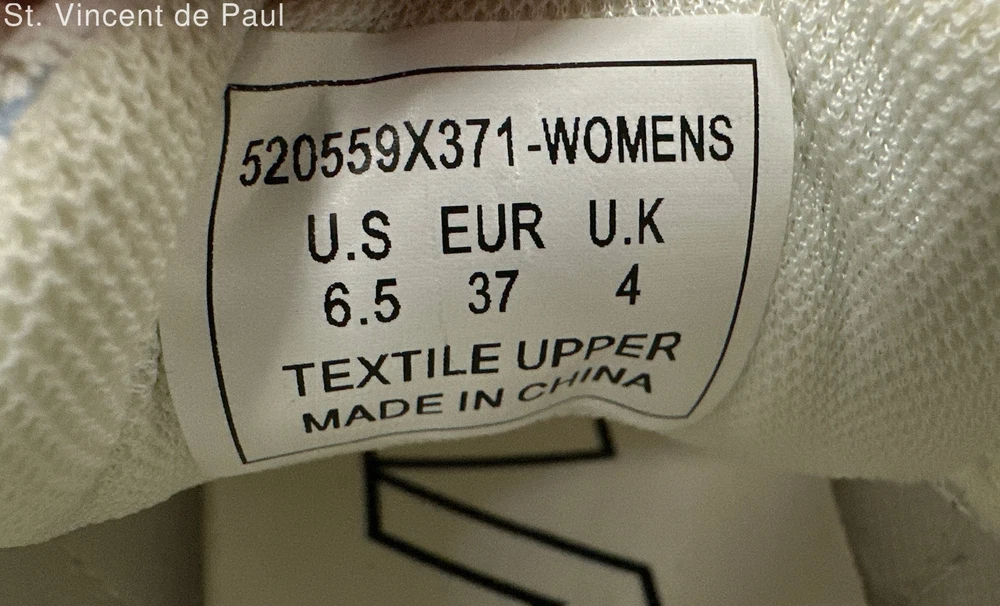 St. Vincent de Paul
520559X371-WOMENS
U.S EUR U.K
6.5 37 4
TEXTILE UPPER
MADE IN CHINA